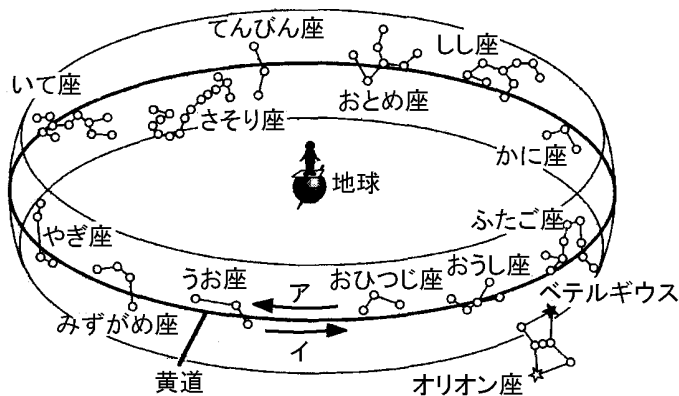 てんびん座
しし座
いて座
おとめ座
さそり座
かに座
地球
ふたご座
やぎ座
うお座
ア
おひつじ座
おうし座
ベテルギウス
みずがめ座
イ
黄道
オリオン座